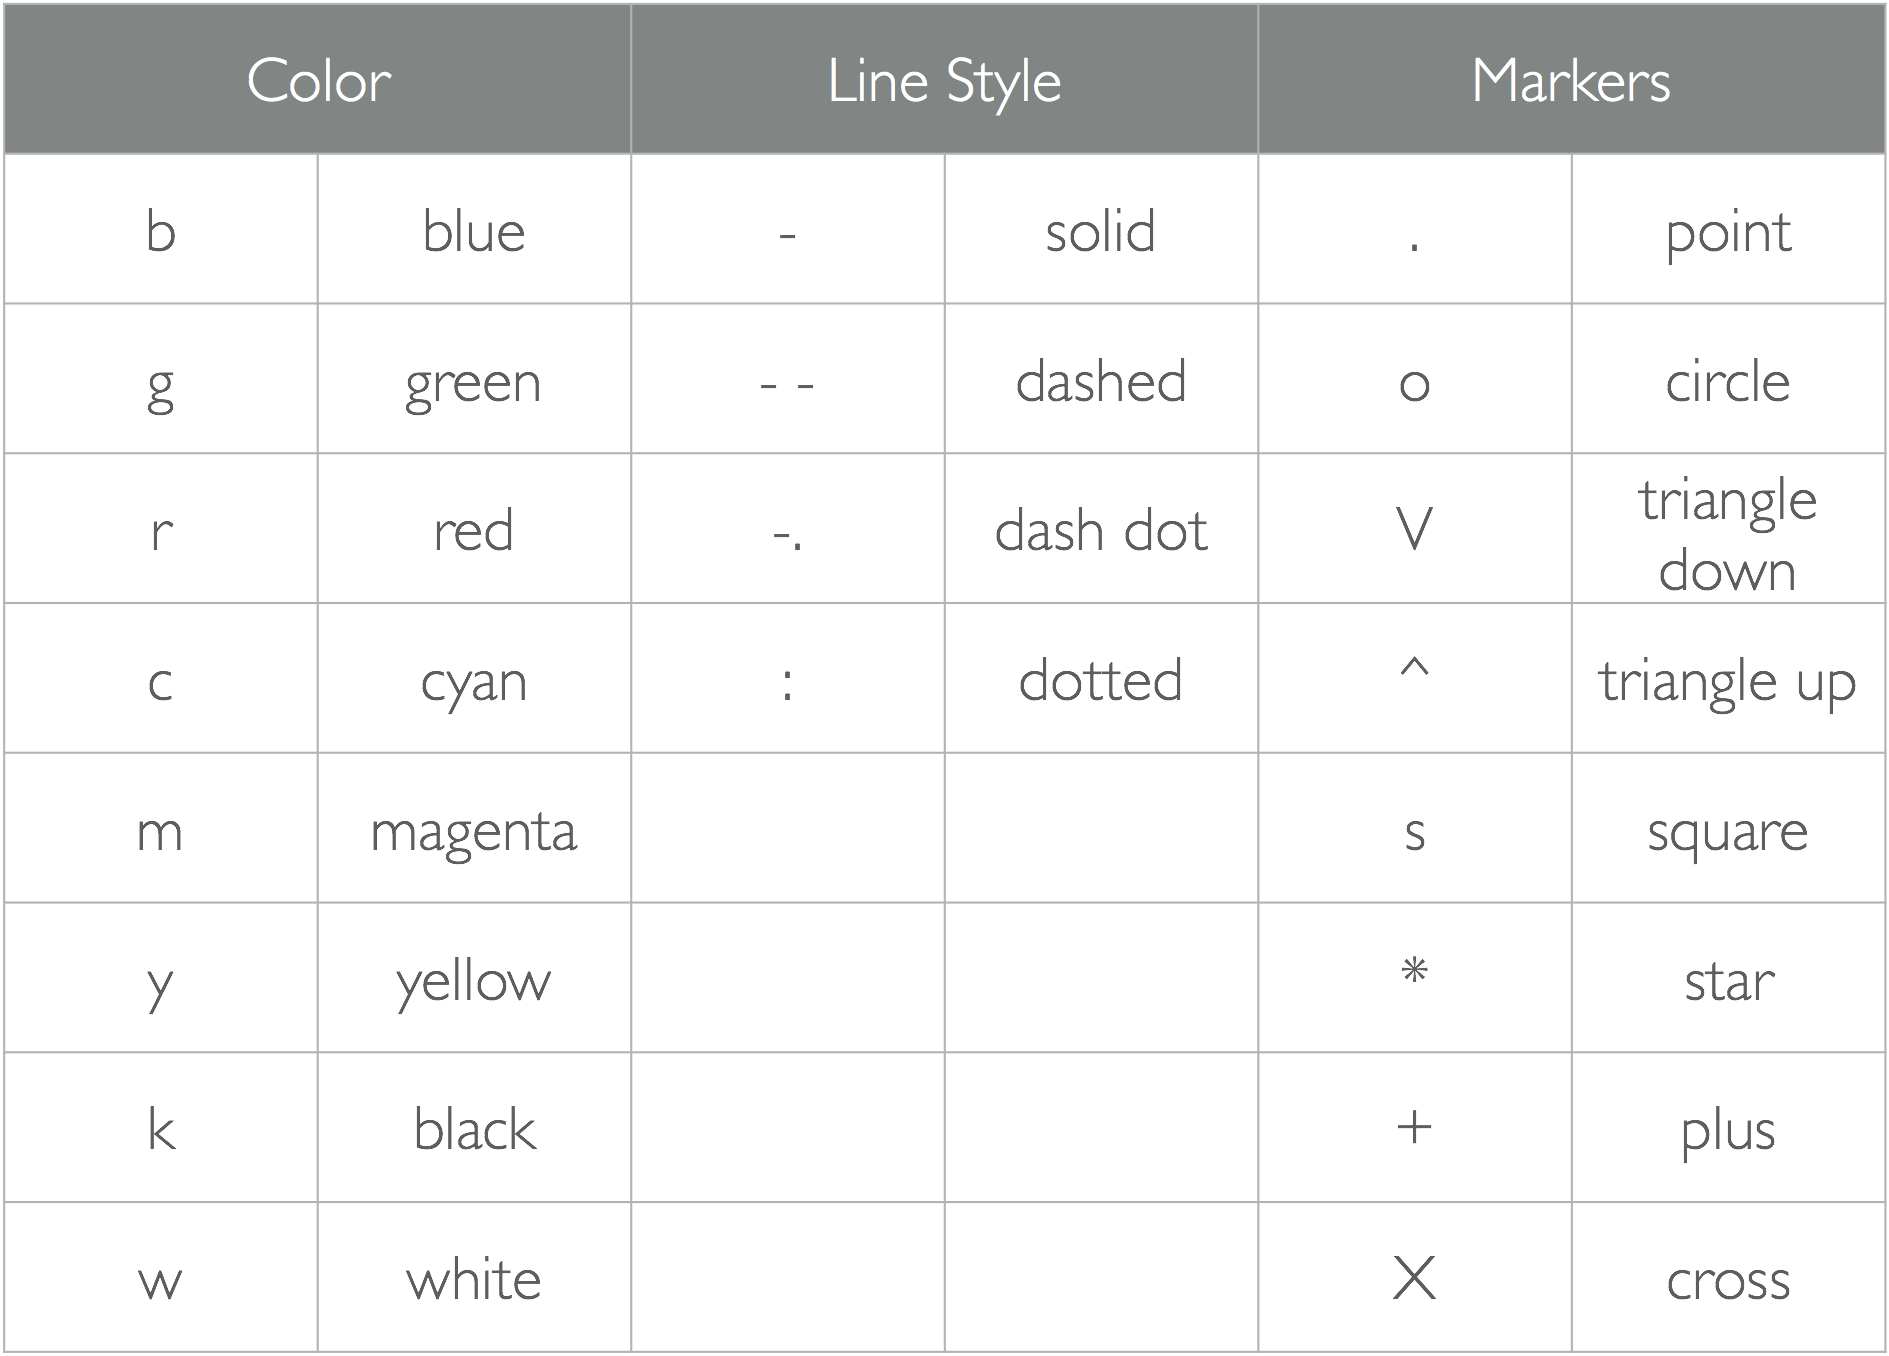 Color Line Style Markers
b blue - solid . point
g green - - dashed o circle
r red -. dash dot V triangle
down
c cyan : dotted ^ triangle up
m magenta s square
y yellow * star
k black + plus
w white X cross